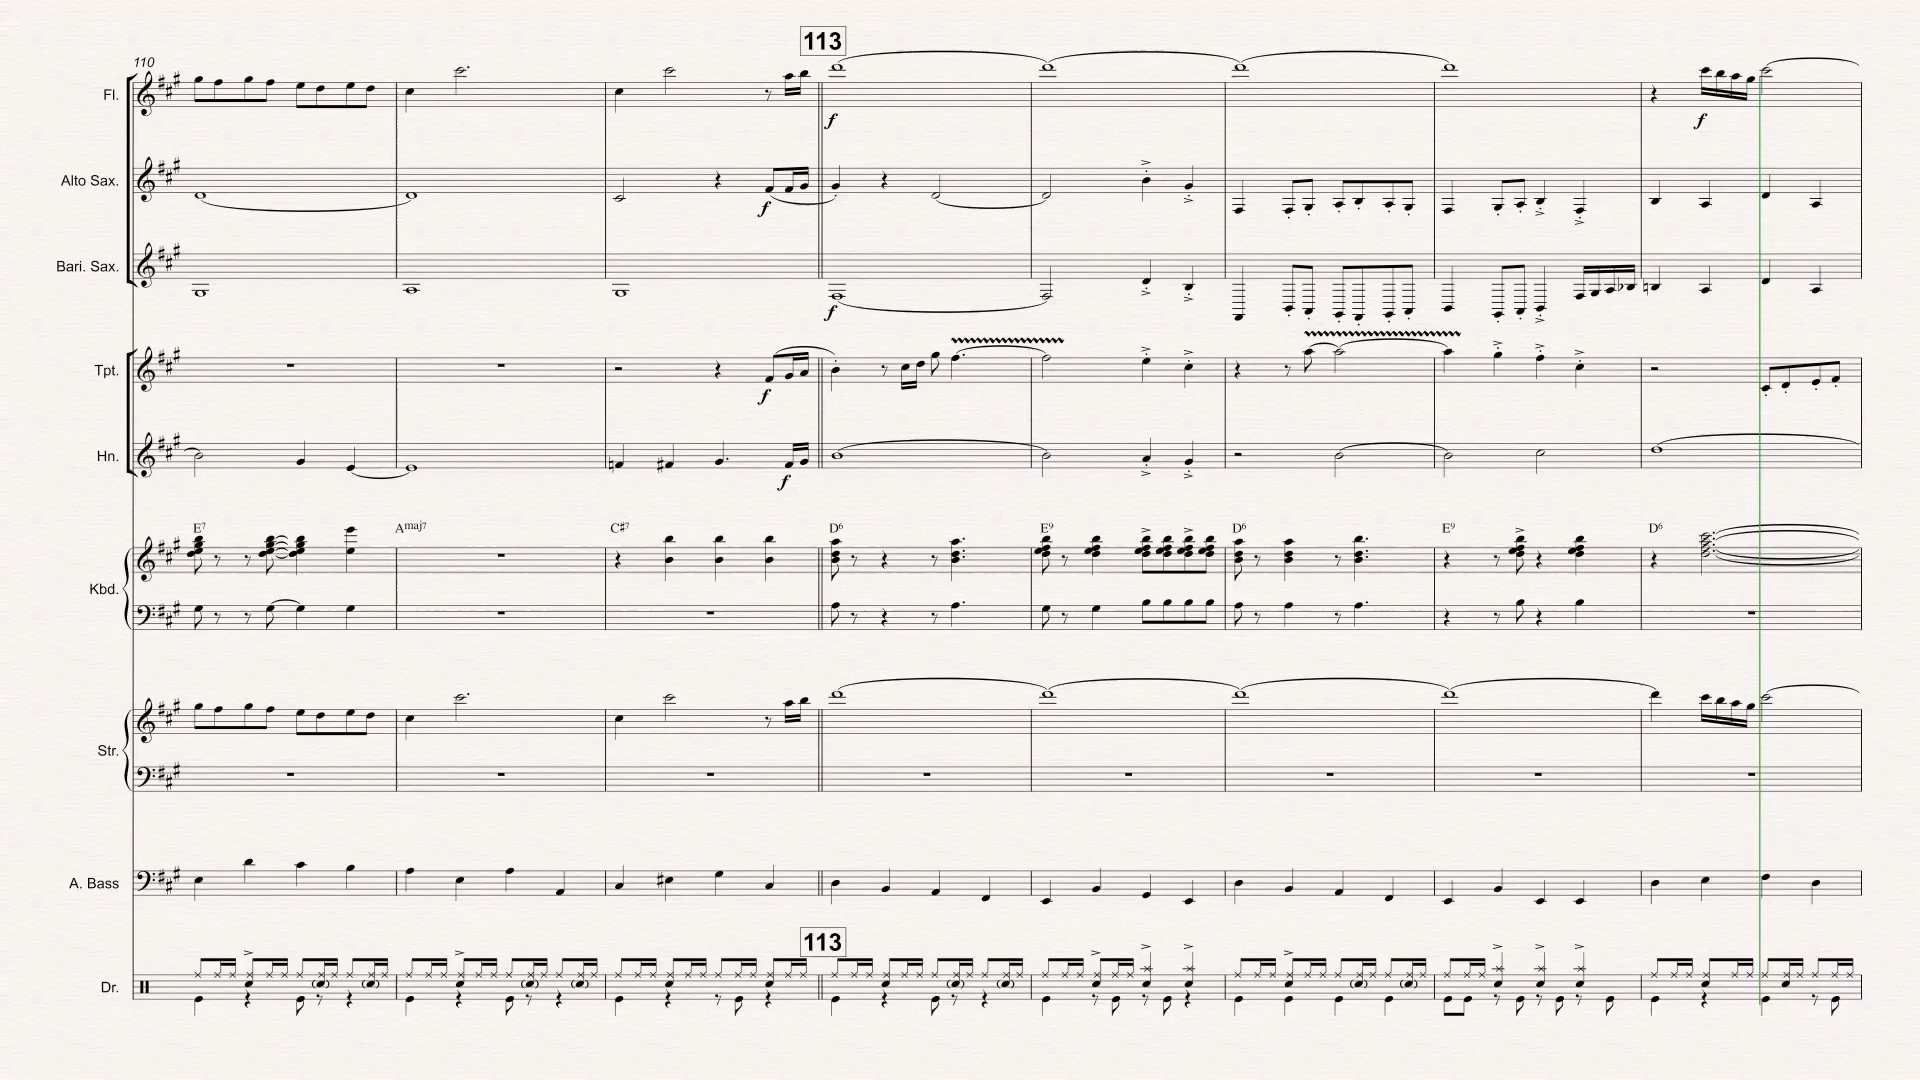 113
110
Fl.
f
f
Alto Sax.
f
Bari. Sax.
f
Tpt.
f
Hn.
f
E7 Amaj7 C♯7 D6 E9 D6 E9 D6
Kbd.
Str.
A. Bass
113
Dr.